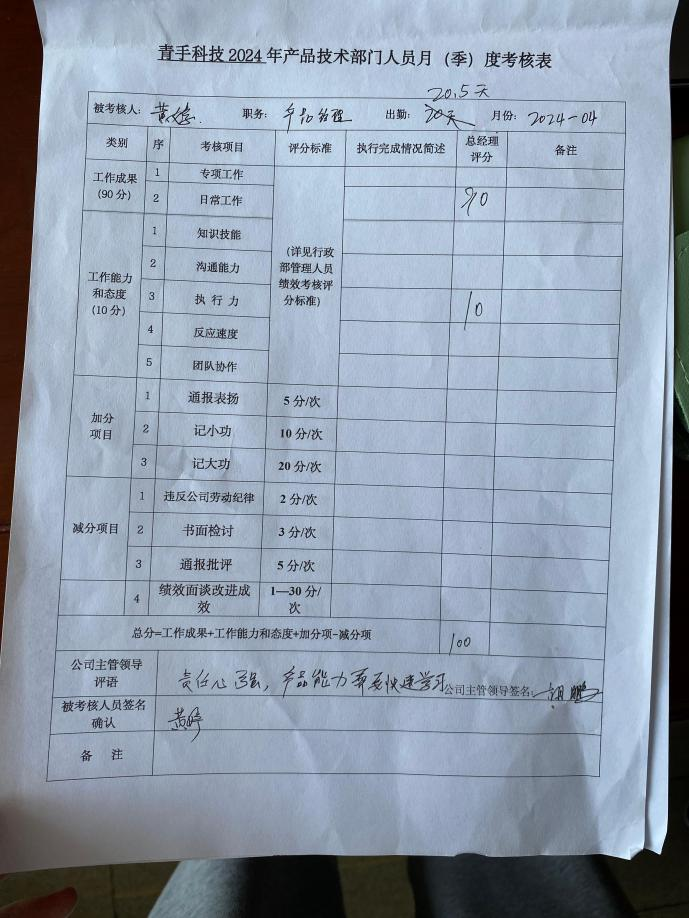 青手科技 2024 年产品技术部门人员月（季）度考核表
20.5天
被考核人： 黄婷 职务： 产品经理 出勤： 20天 月份： 2024-04
类别 序 考核项目 评分标准 执行完成情况简述 总经理评分 备注
工作成果（90 分） 1 专项工作
2 日常工作 90
工作能力和态度（10 分） 1 知识技能
（详见行政部管理人员绩效考核评分标准）
2 沟通能力
3 执 行 力 10
4 反应速度
5 团队协作
加分项目 1 通报表扬 5 分/次
2 记小功 10 分/次
3 记大功 20 分/次
减分项目 1 违反公司劳动纪律 2 分/次
2 书面检讨 3 分/次
3 通报批评 5 分/次
4 绩效面谈改进成效 1—30 分/次
总分=工作成果+工作能力和态度+加分项-减分项 100
公司主管领导评语 责任心强，产品能力 需要快速学习 公司主管领导签名：
被考核人员签名确认 黄婷
备 注